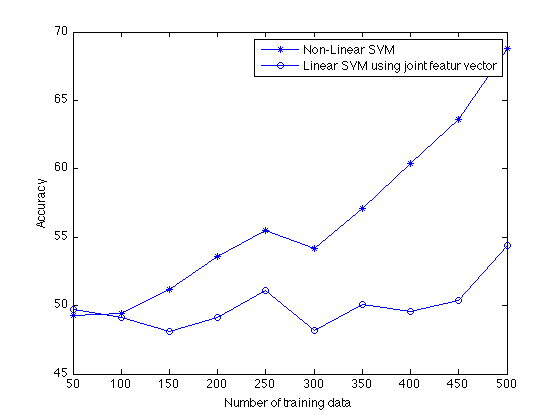 Non-Linear SVM
Linear SVM using joint featur vector
Accuracy
70
65
60
55
50
45
50 100 150 200 250 300 350 400 450 500
Number of training data